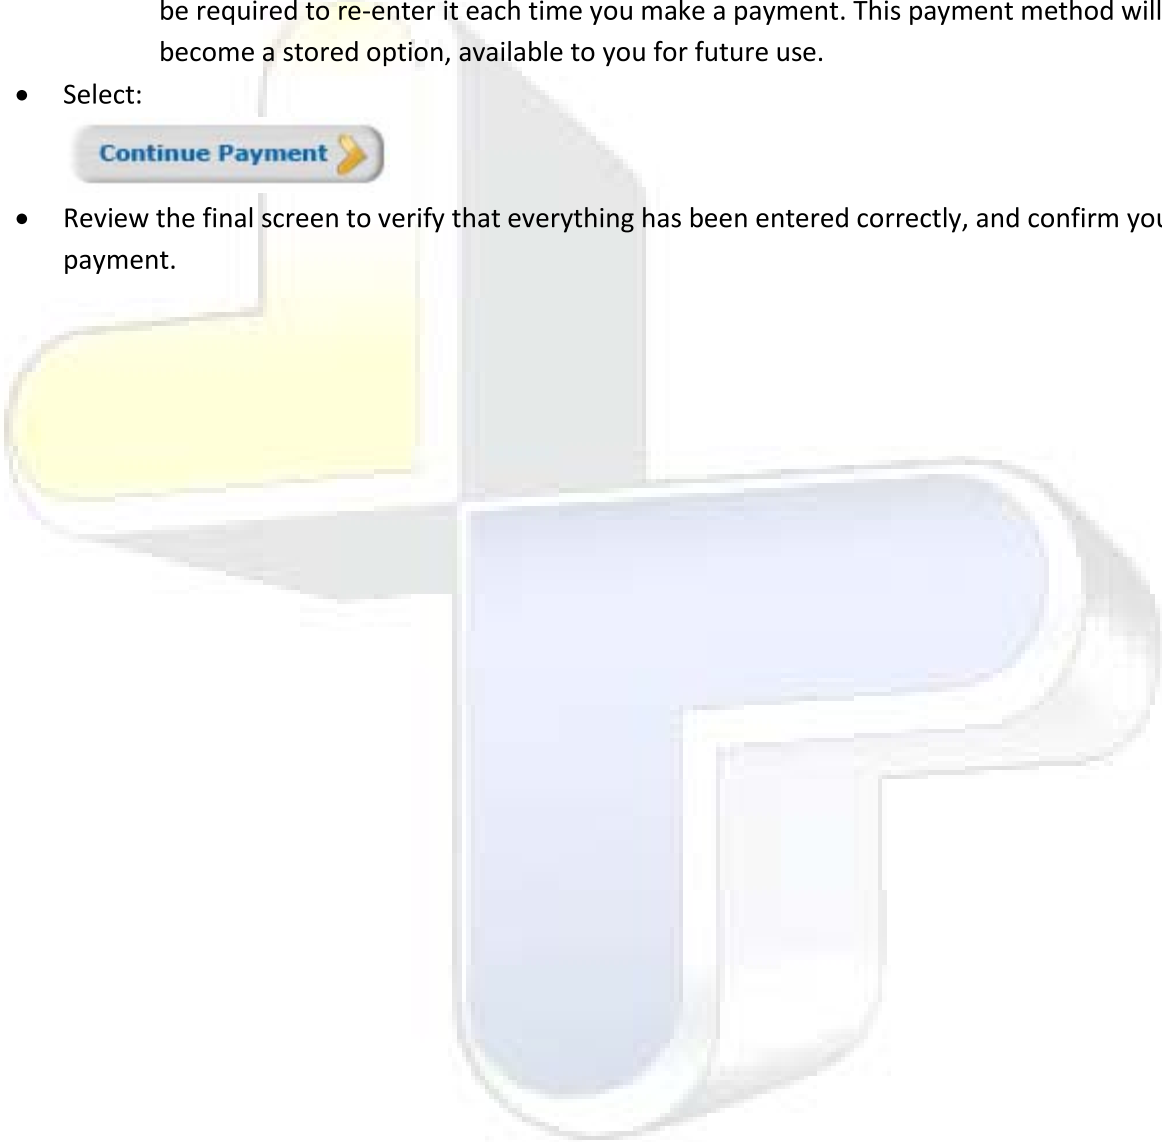 be required to re-enter it each time you make a payment. This payment method will
become a stored option, available to you for future use.
• Select:
Continue Payment
• Review the final screen to verify that everything has been entered correctly, and confirm you
payment.